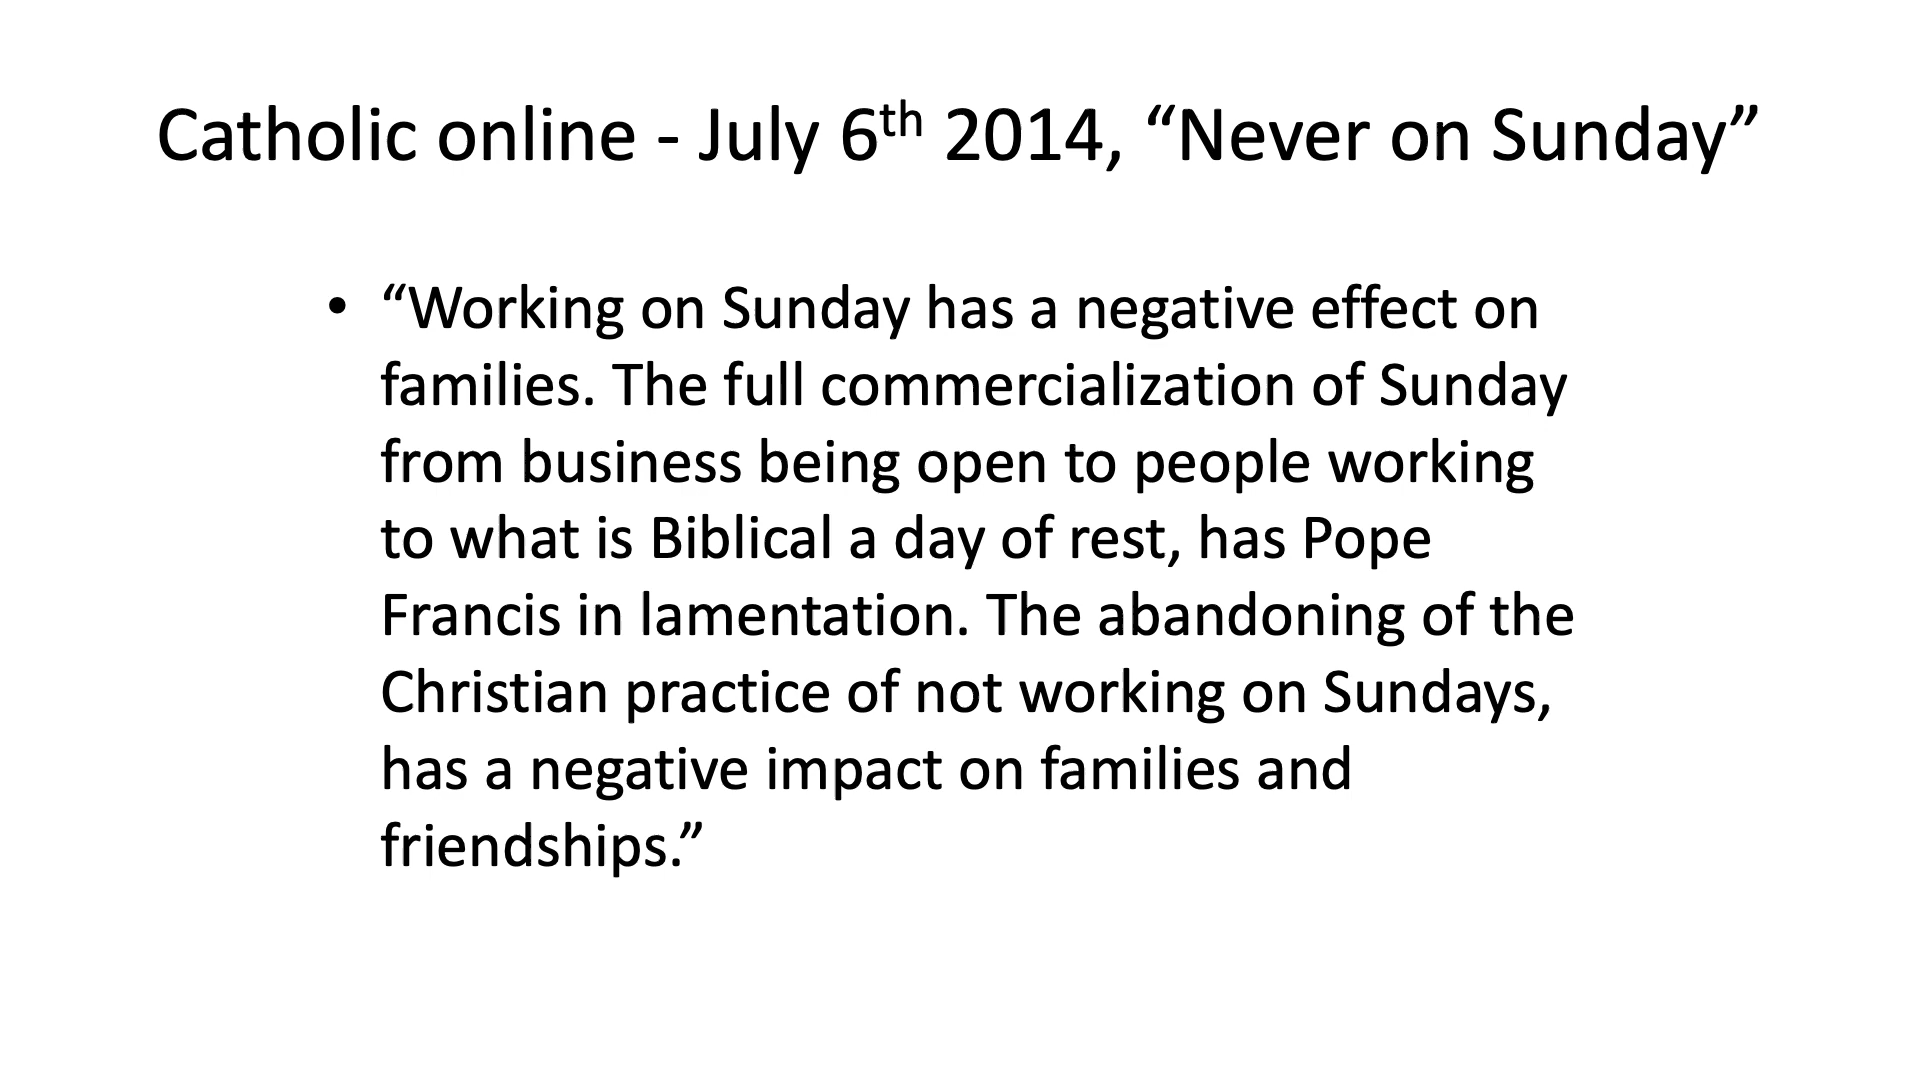 Catholic online - July 6th 2014, “Never on Sunday”
• “Working on Sunday has a negative effect on
families. The full commercialization of Sunday
from business being open to people working
to what is Biblical a day of rest, has Pope
Francis in lamentation. The abandoning of the
Christian practice of not working on Sundays,
has a negative impact on families and
friendships.”